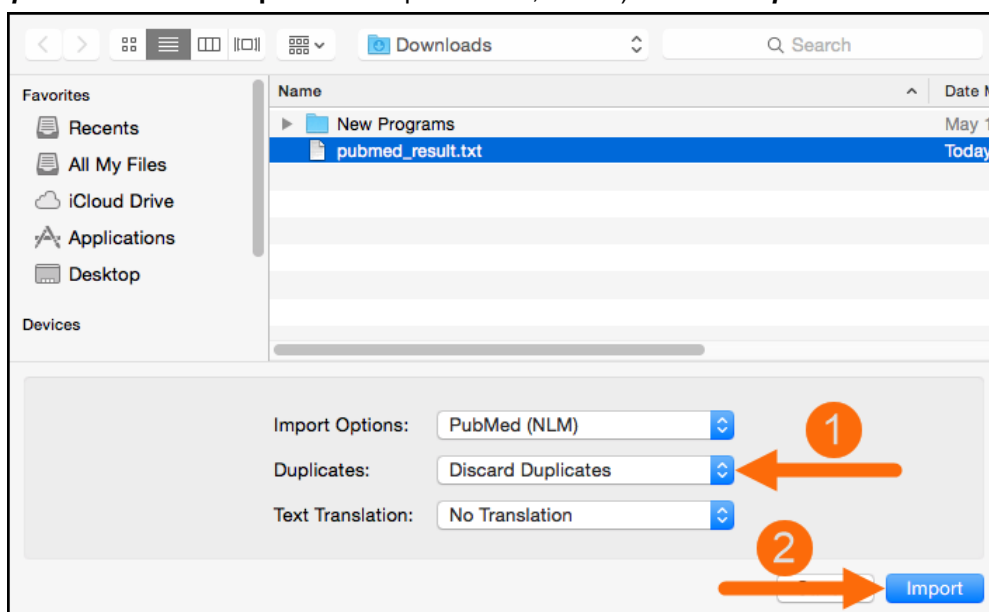 Downloads
Search
Favorites
Recents
All My Files
iCloud Drive
Applications
Desktop
Devices
Name
Date
New Programs
May 1
pubmed_result.txt
Today
Import Options: PubMed (NLM)
Duplicates: Discard Duplicates
Text Translation: No Translation
1
2
Import